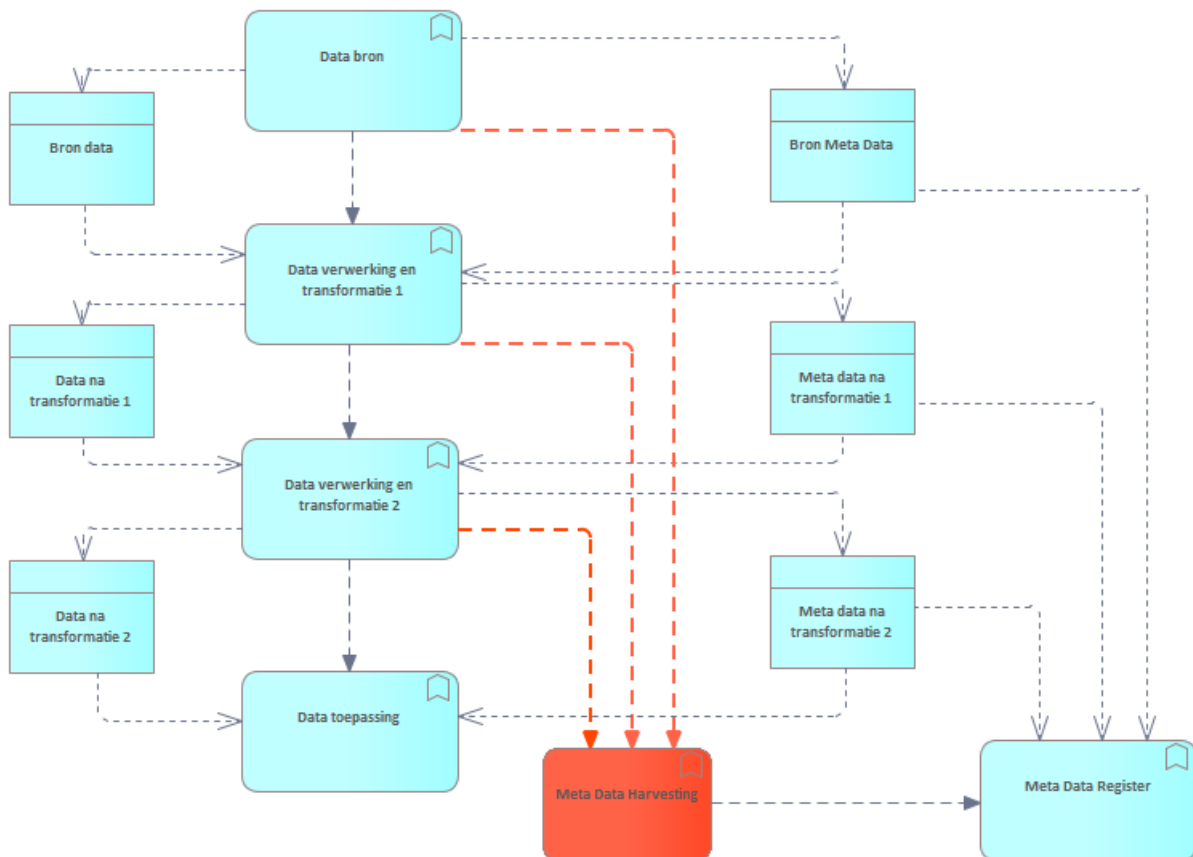 Data bron
Bron data
Bron Meta Data
Data verwerking en
transformatie 1
Data na
transformatie 1
Meta data na
transformatie 1
Data verwerking en
transformatie 2
Data na
transformatie 2
Meta data na
transformatie 2
Data toepassing
Meta Data Harvesting
Meta Data Register